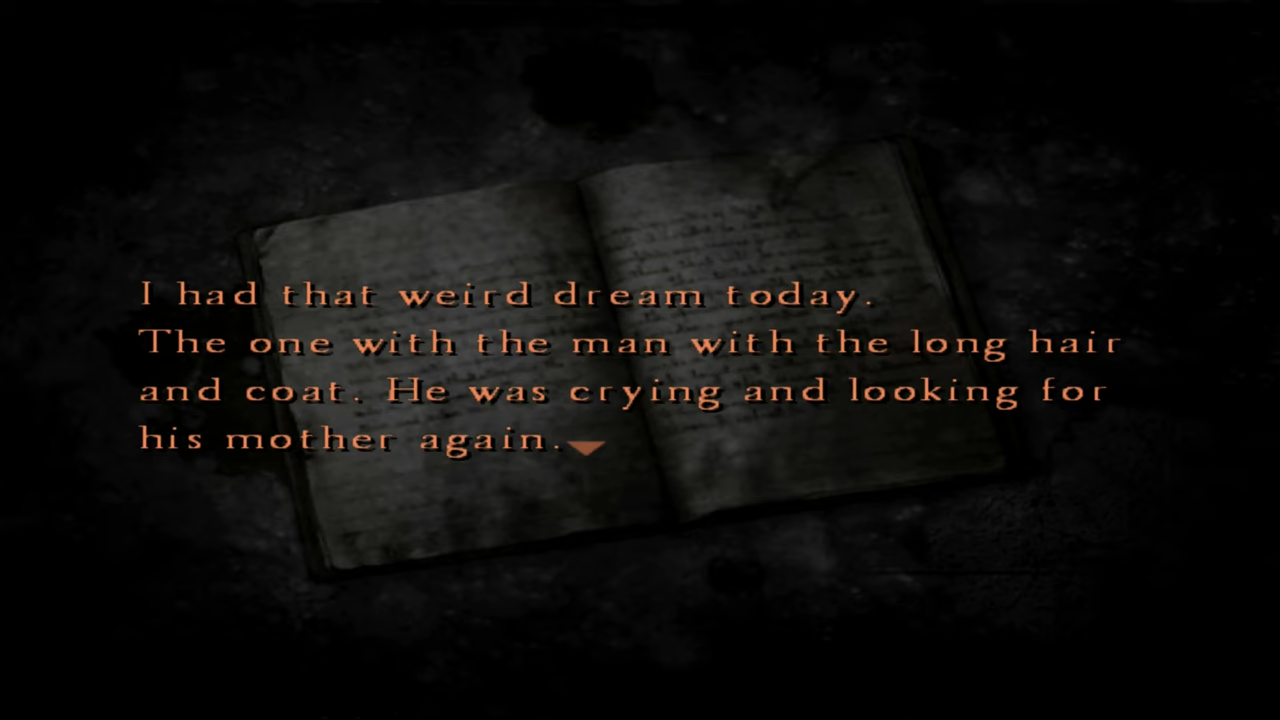 I had that weird dream today.
The one with the man with the long hair
and coat. He was crying and looking for
his mother again.